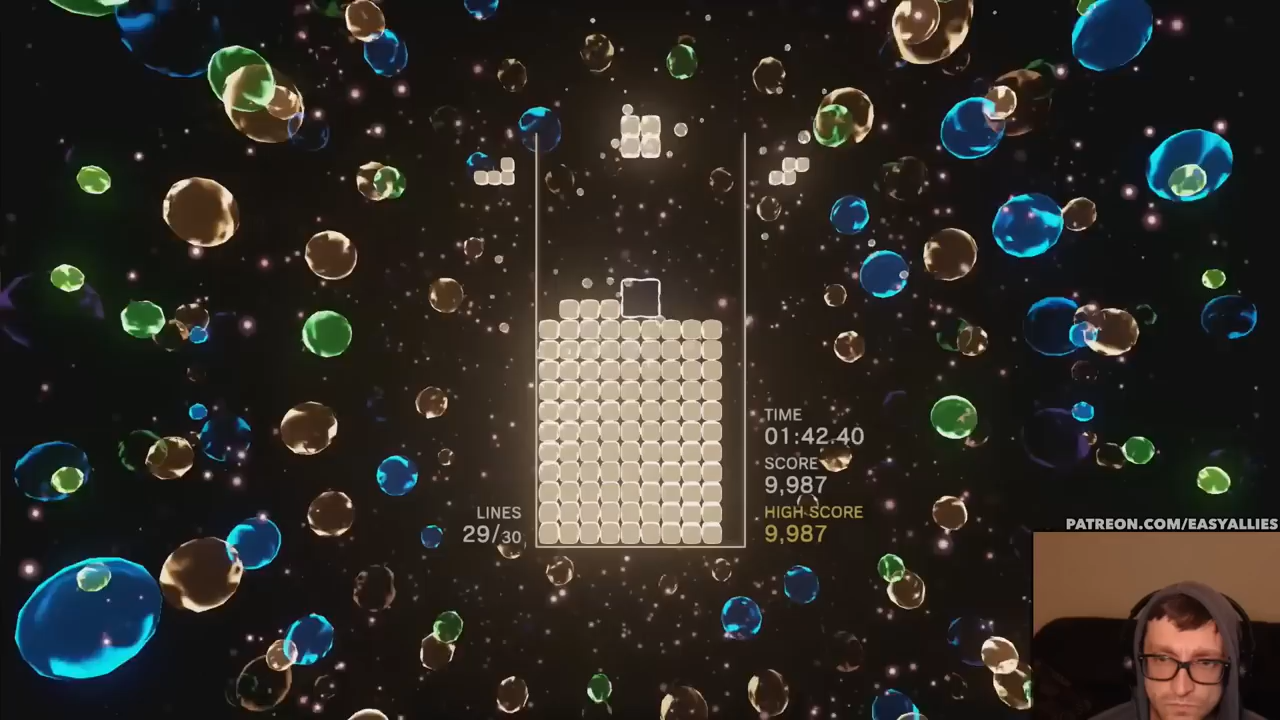 TIME
01:42.40
SCORE
9,987
LINES
29/30
HIGH SCORE
9,987
PATREON.COM/EASYALLIES